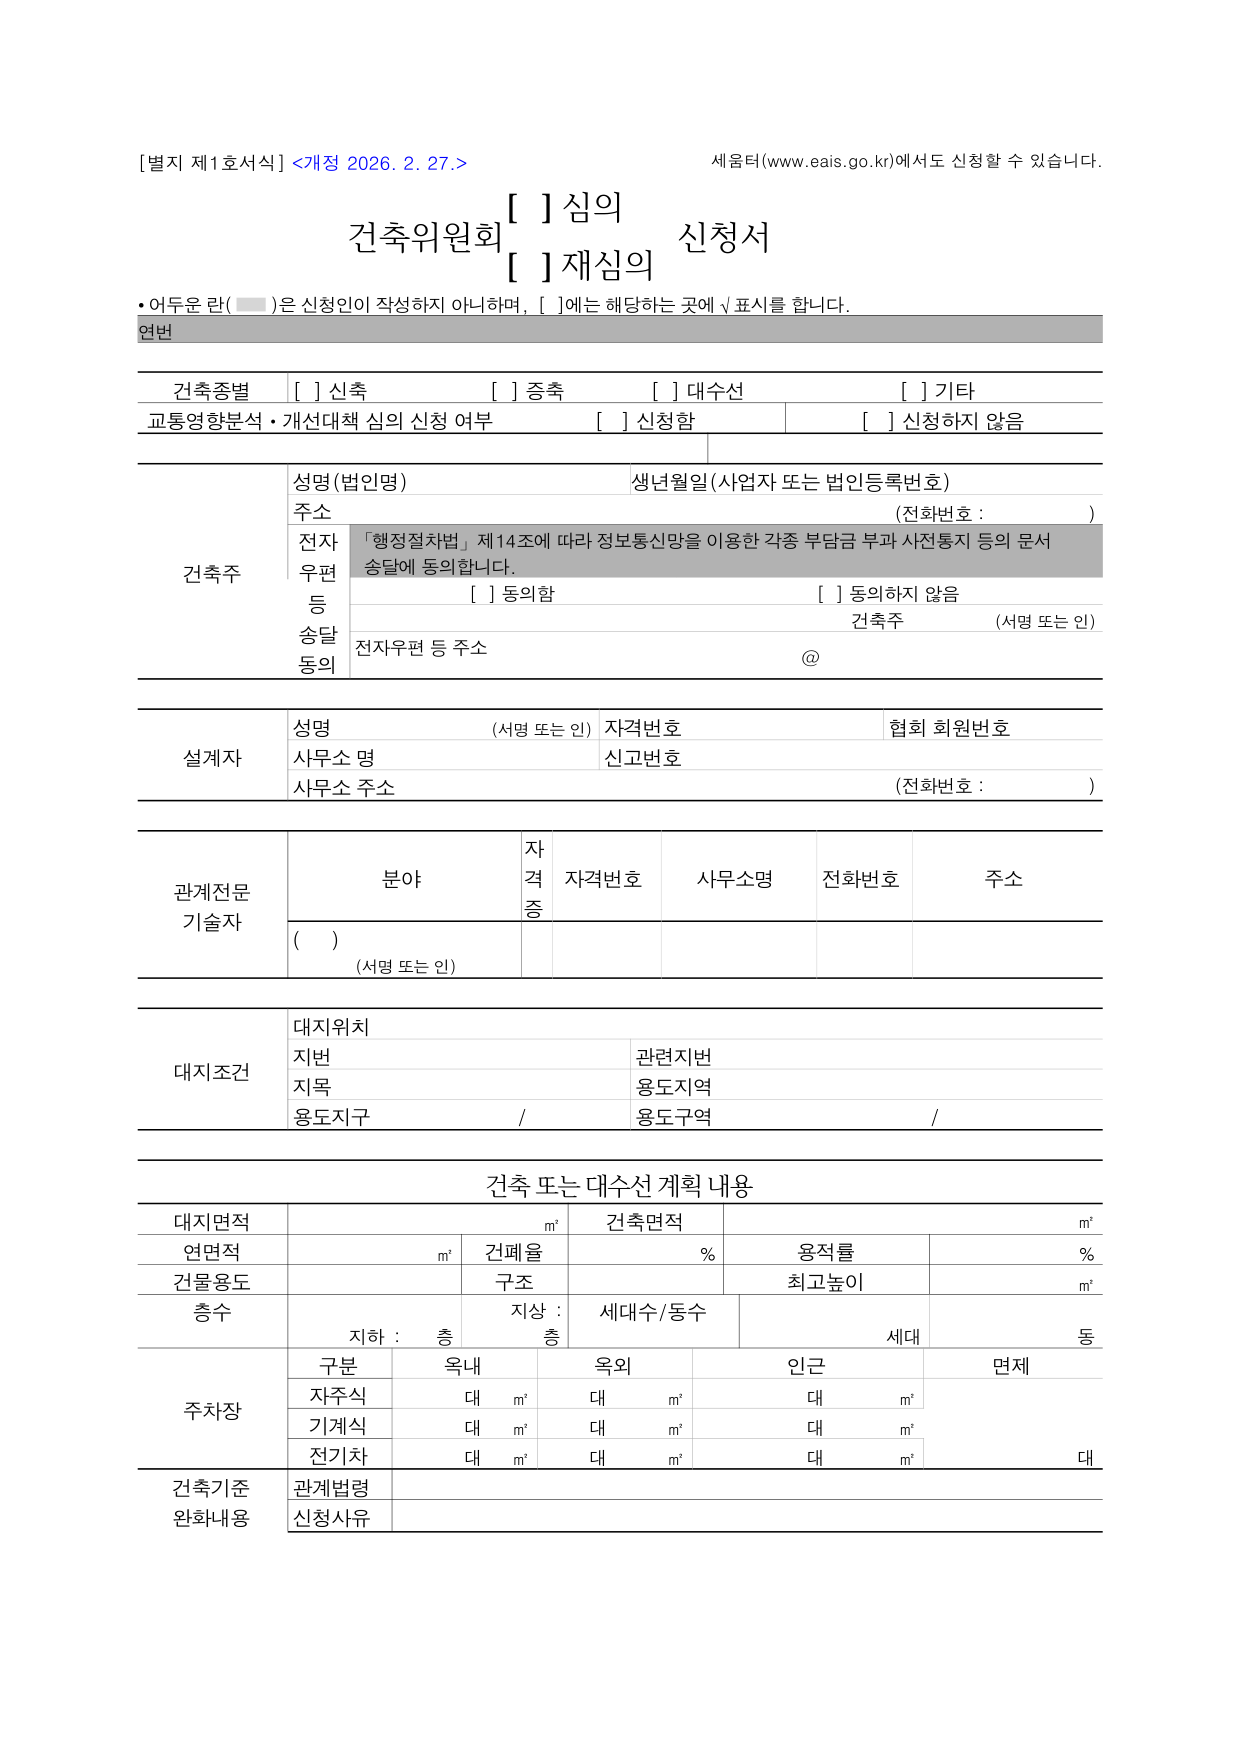 [별지 제1호서식] <개정 2026. 2. 27.> 세움터(www.eais.go.kr)에서도 신청할 수 있습니다.
[ ] 심의
건축위원회 신청서
[ ] 재심의
• 어두운 란( )은 신청인이 작성하지 아니하며, [ ]에는 해당하는 곳에 √ 표시를 합니다.
연번
건축종별 [ ] 신축 [ ] 증축 [ ] 대수선 [ ] 기타
교통영향분석・개선대책 심의 신청 여부 [ ] 신청함 [ ] 신청하지 않음
건축주
성명(법인명) 생년월일(사업자 또는 법인등록번호)
주소 (전화번호 : )
전자
우편
등
송달
동의
「행정절차법」 제14조에 따라 정보통신망을 이용한 각종 부담금 부과 사전통지 등의 문서
송달에 동의합니다.
[ ] 동의함 [ ] 동의하지 않음
건축주 (서명 또는 인)
전자우편 등 주소 @
설계자
성명 (서명 또는 인) 자격번호 협회 회원번호
사무소 명 신고번호
사무소 주소 (전화번호 : )
관계전문
기술자
분야 자격증 자격번호 사무소명 전화번호 주소
( )
(서명 또는 인)
대지조건
대지위치
지번 관련지번
지목 용도지역
용도지구 / 용도구역 /
건축 또는 대수선 계획 내용
대지면적 ㎡ 건축면적 ㎡
연면적 ㎡ 건폐율 % 용적률 %
건물용도 구조 최고높이 ㎡
층수 지하 : 층 지상 : 층 세대수/동수 세대 동
주차장
구분 옥내 옥외 인근 면제
자주식 대 ㎡ 대 ㎡ 대 ㎡
기계식 대 ㎡ 대 ㎡ 대 ㎡
전기차 대 ㎡ 대 ㎡ 대 ㎡ 대
건축기준
완화내용
관계법령
신청사유